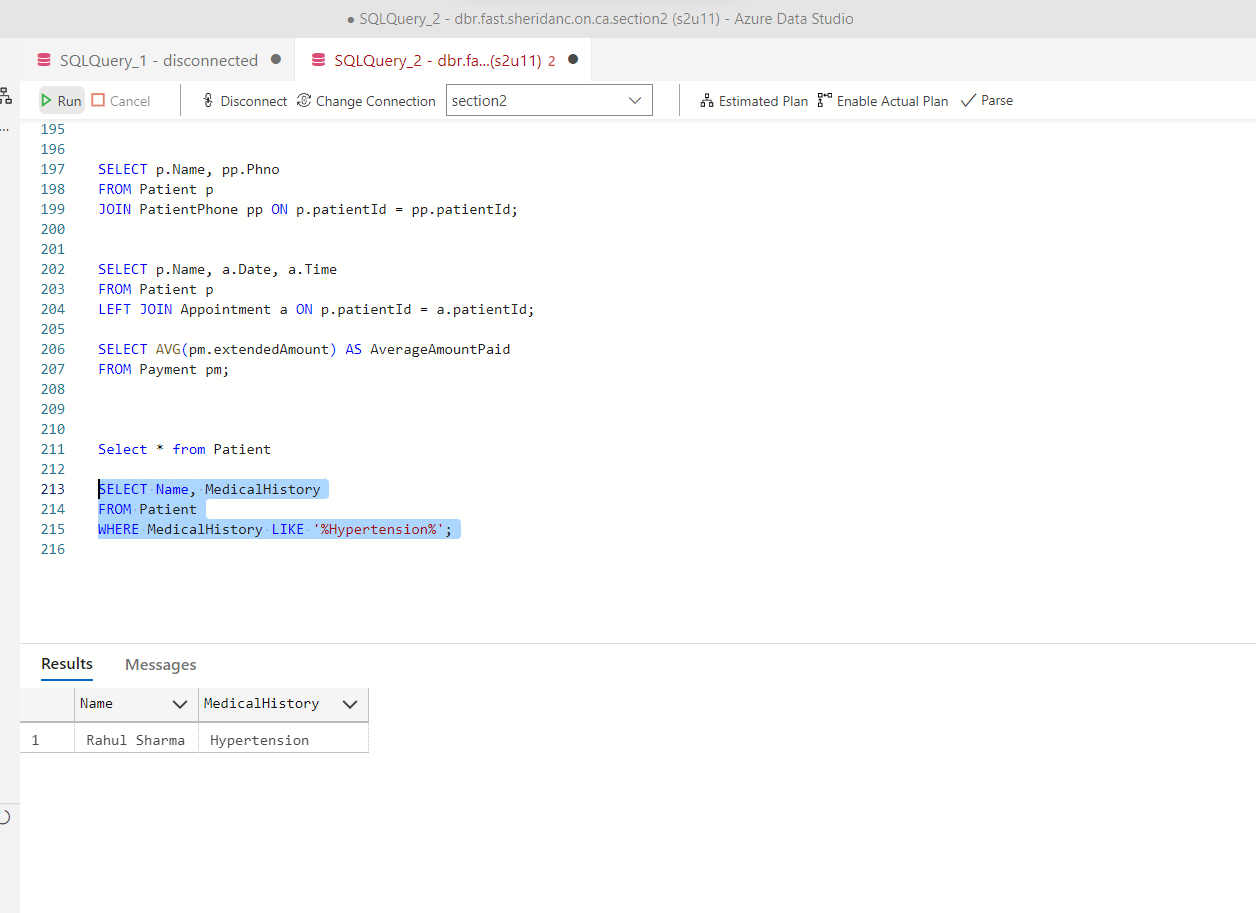 ● SQLQuery_2 - dbr.fast.sheridanc.on.ca.section2 (s2u11) - Azure Data Studio
SQLQuery_1 - disconnected ●
SQLQuery_2 - dbr.fa...(s2u11) 2 ●
Run Cancel Disconnect Change Connection section2 Estimated Plan Enable Actual Plan Parse
...
195
196
197 SELECT p.Name, pp.Phno
198 FROM Patient p
199 JOIN PatientPhone pp ON p.patientId = pp.patientId;
200
201
202 SELECT p.Name, a.Date, a.Time
203 FROM Patient p
204 LEFT JOIN Appointment a ON p.patientId = a.patientId;
205
206 SELECT AVG(pm.extendedAmount) AS AverageAmountPaid
207 FROM Payment pm;
208
209
210
211 Select * from Patient
212
213 SELECT Name, MedicalHistory
214 FROM Patient
215 WHERE MedicalHistory LIKE '%Hypertension%';
216
Results Messages
Name MedicalHistory
1 Rahul Sharma Hypertension